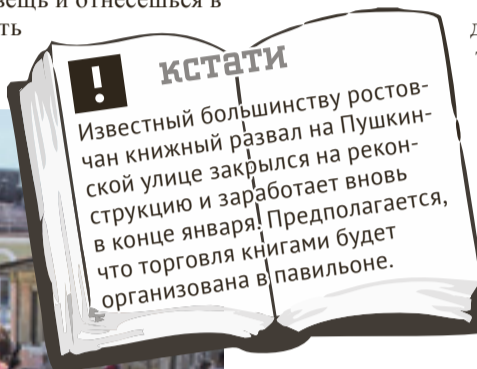 вещь и отнесешься в
ть
!
кстати
Известный большинству ростов-
чан книжный развал на Пушкин-
ской улице закрылся на рекон-
струкцию и заработает вновь
в конце января. Предполагается,
что торговля книгами будет
организована в павильоне.